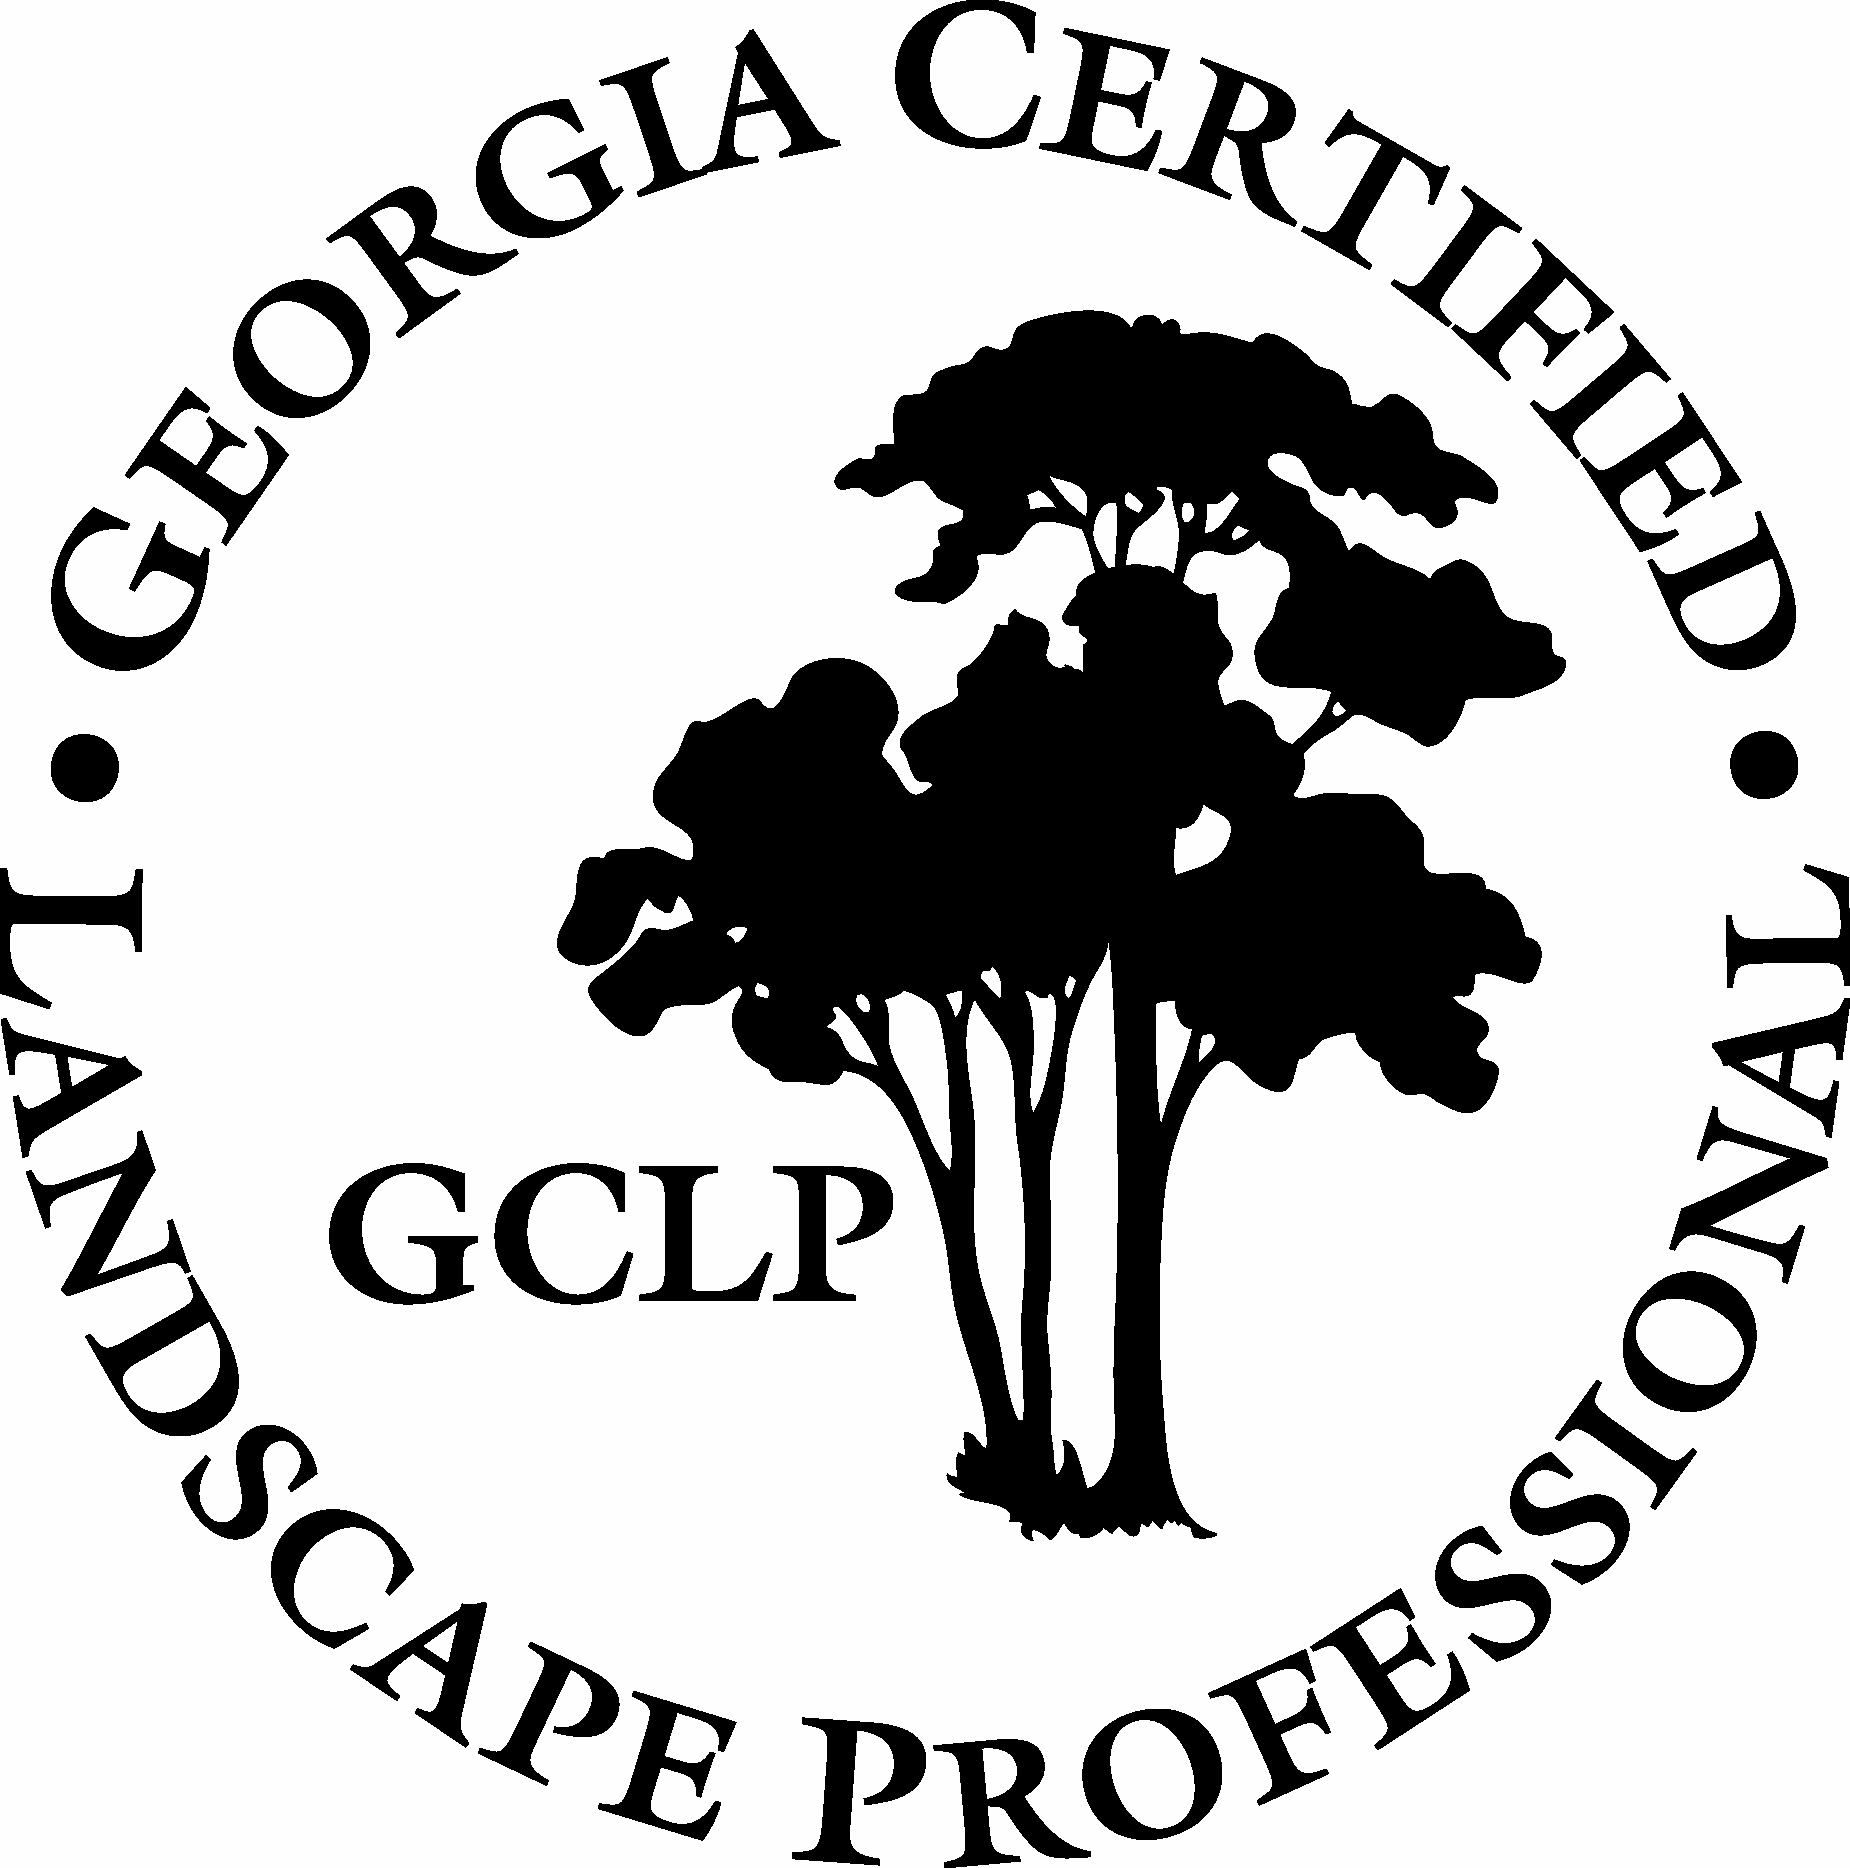 GEORGIA CERTIFIED
GCLP
• LANDSCAPE PROFESSIONAL •